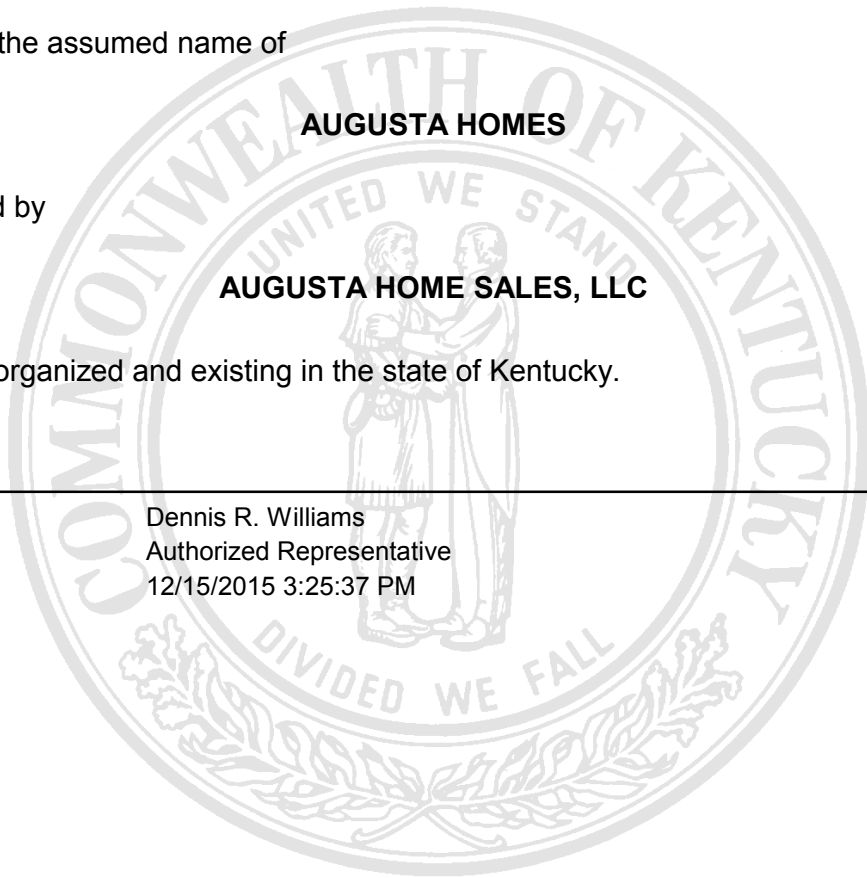 the assumed name of
AUGUSTA HOMES
d by
AUGUSTA HOME SALES, LLC
organized and existing in the state of Kentucky.
Dennis R. Williams
Authorized Representative
12/15/2015 3:25:37 PM
COMMONWEALTH OF KENTUCKY
UNITED WE STAND
DIVIDED WE FALL